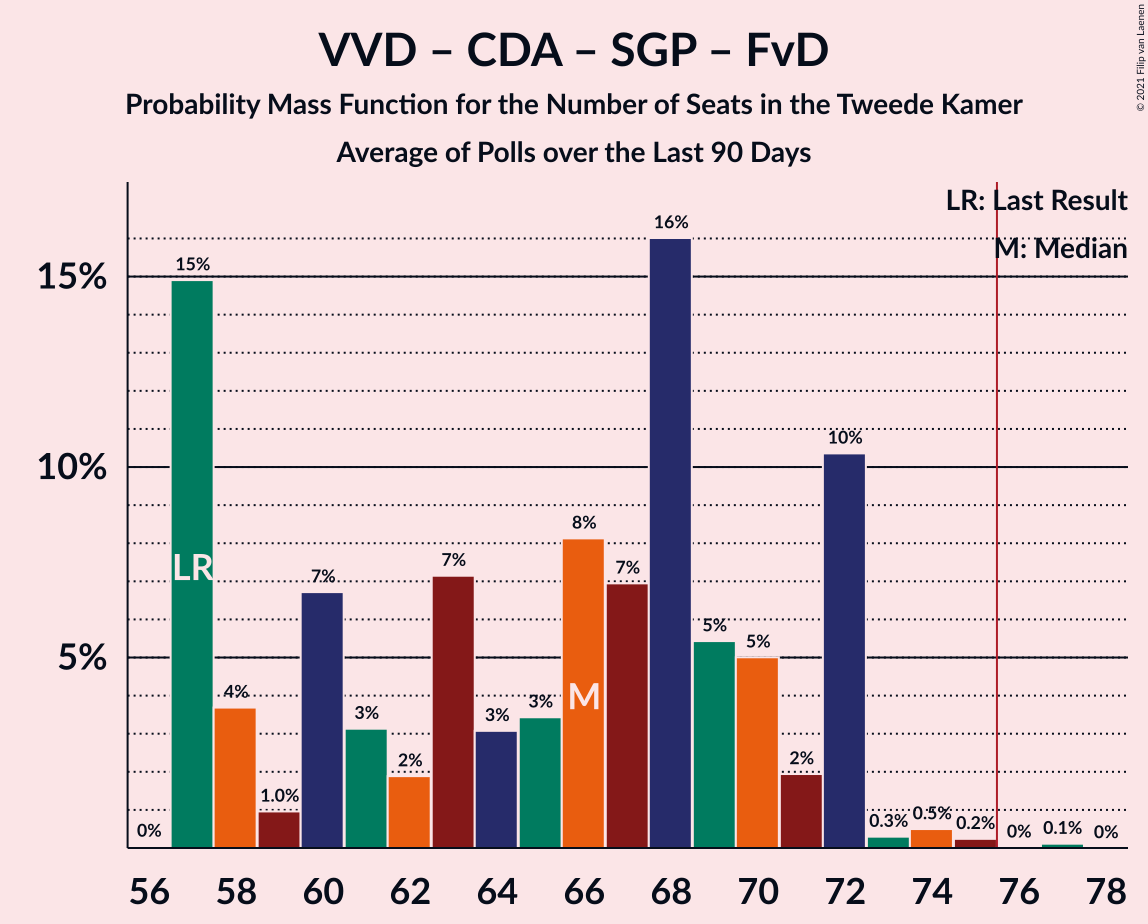 VVD – CDA – SGP – FvD
Probability Mass Function for the Number of Seats in the Tweede Kamer
Average of Polls over the Last 90 Days
© 2021 Filip van Laenen
LR: Last Result
M: Median
15%
10%
5%
0%
15%
4%
1.0%
7%
3%
2%
7%
3%
3%
8%
7%
16%
5%
5%
2%
10%
0.3%
0.5%
0.2%
0%
0.1%
0%
LR
M
56 58 60 62 64 66 68 70 72 74 76 78